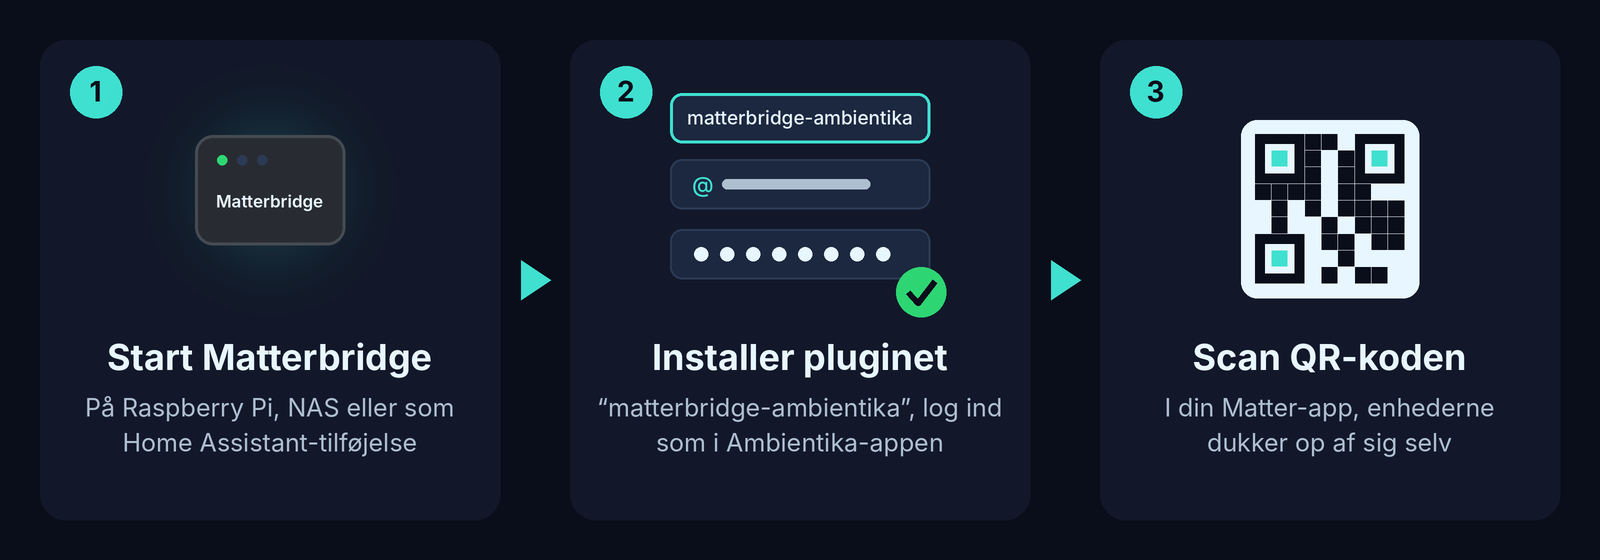 1
Matterbridge
Start Matterbridge
På Raspberry Pi, NAS eller som
Home Assistant-tilføjelse
2
matterbridge-ambientika
@
Installer pluginet
“matterbridge-ambientika”, log ind
som i Ambientika-appen
3
Scan QR-koden
I din Matter-app, enhederne
dukker op af sig selv